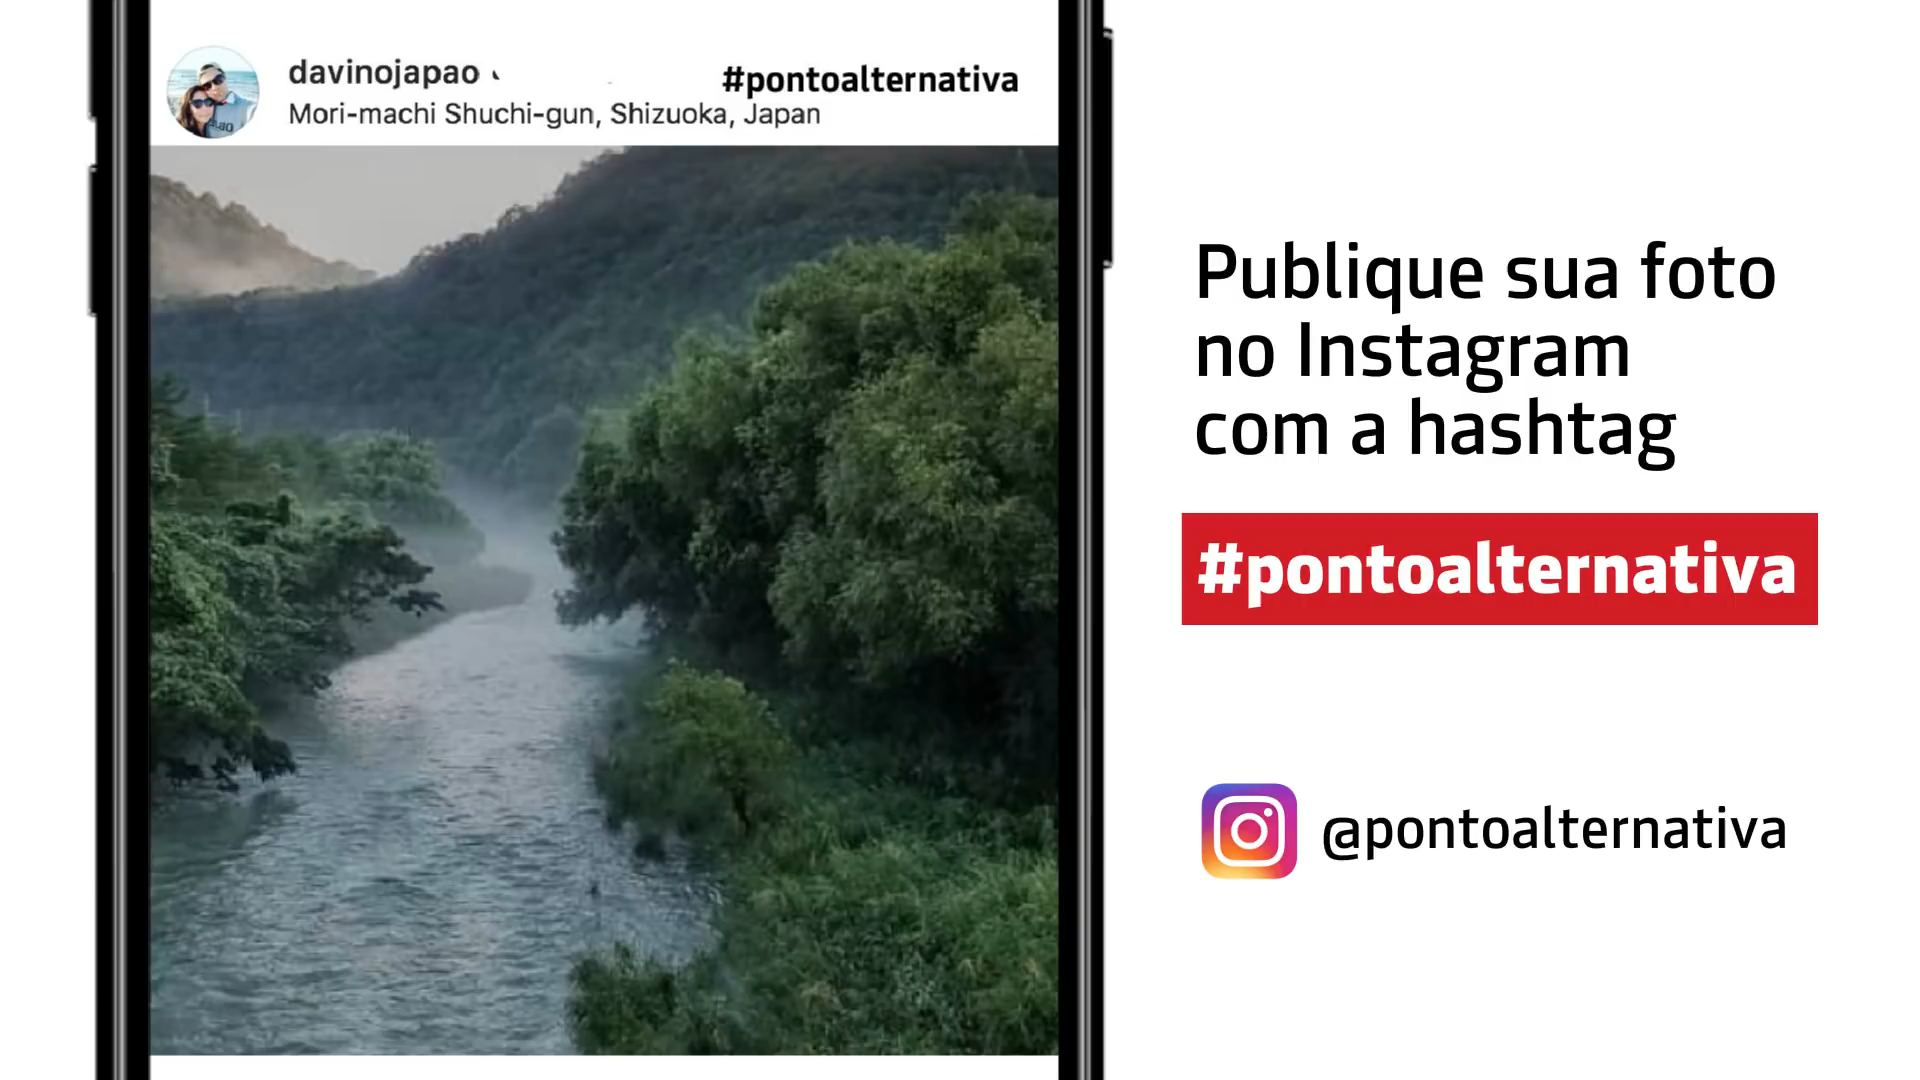 davinojapao
#pontoalternativa
Mori-machi Shuchi-gun, Shizuoka, Japan
Publique sua foto
no Instagram
com a hashtag
#pontoalternativa
@pontoalternativa